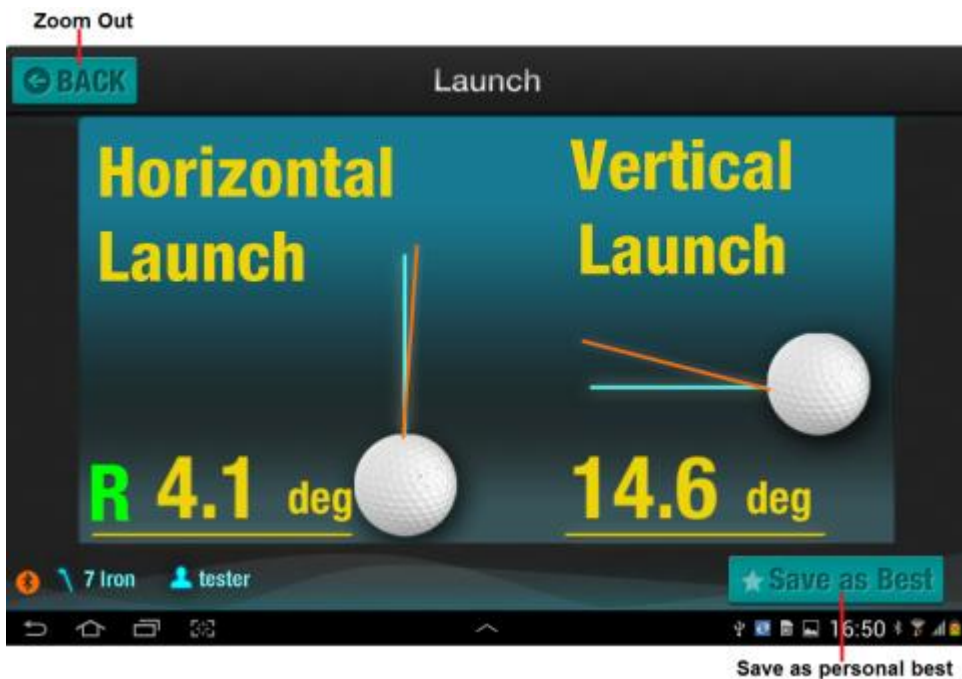 Zoom Out
BACK
Launch
Horizontal
Launch
Vertical
Launch
R 4.1 deg
14.6 deg
7 Iron
tester
Save as Best
16:50
Save as personal best